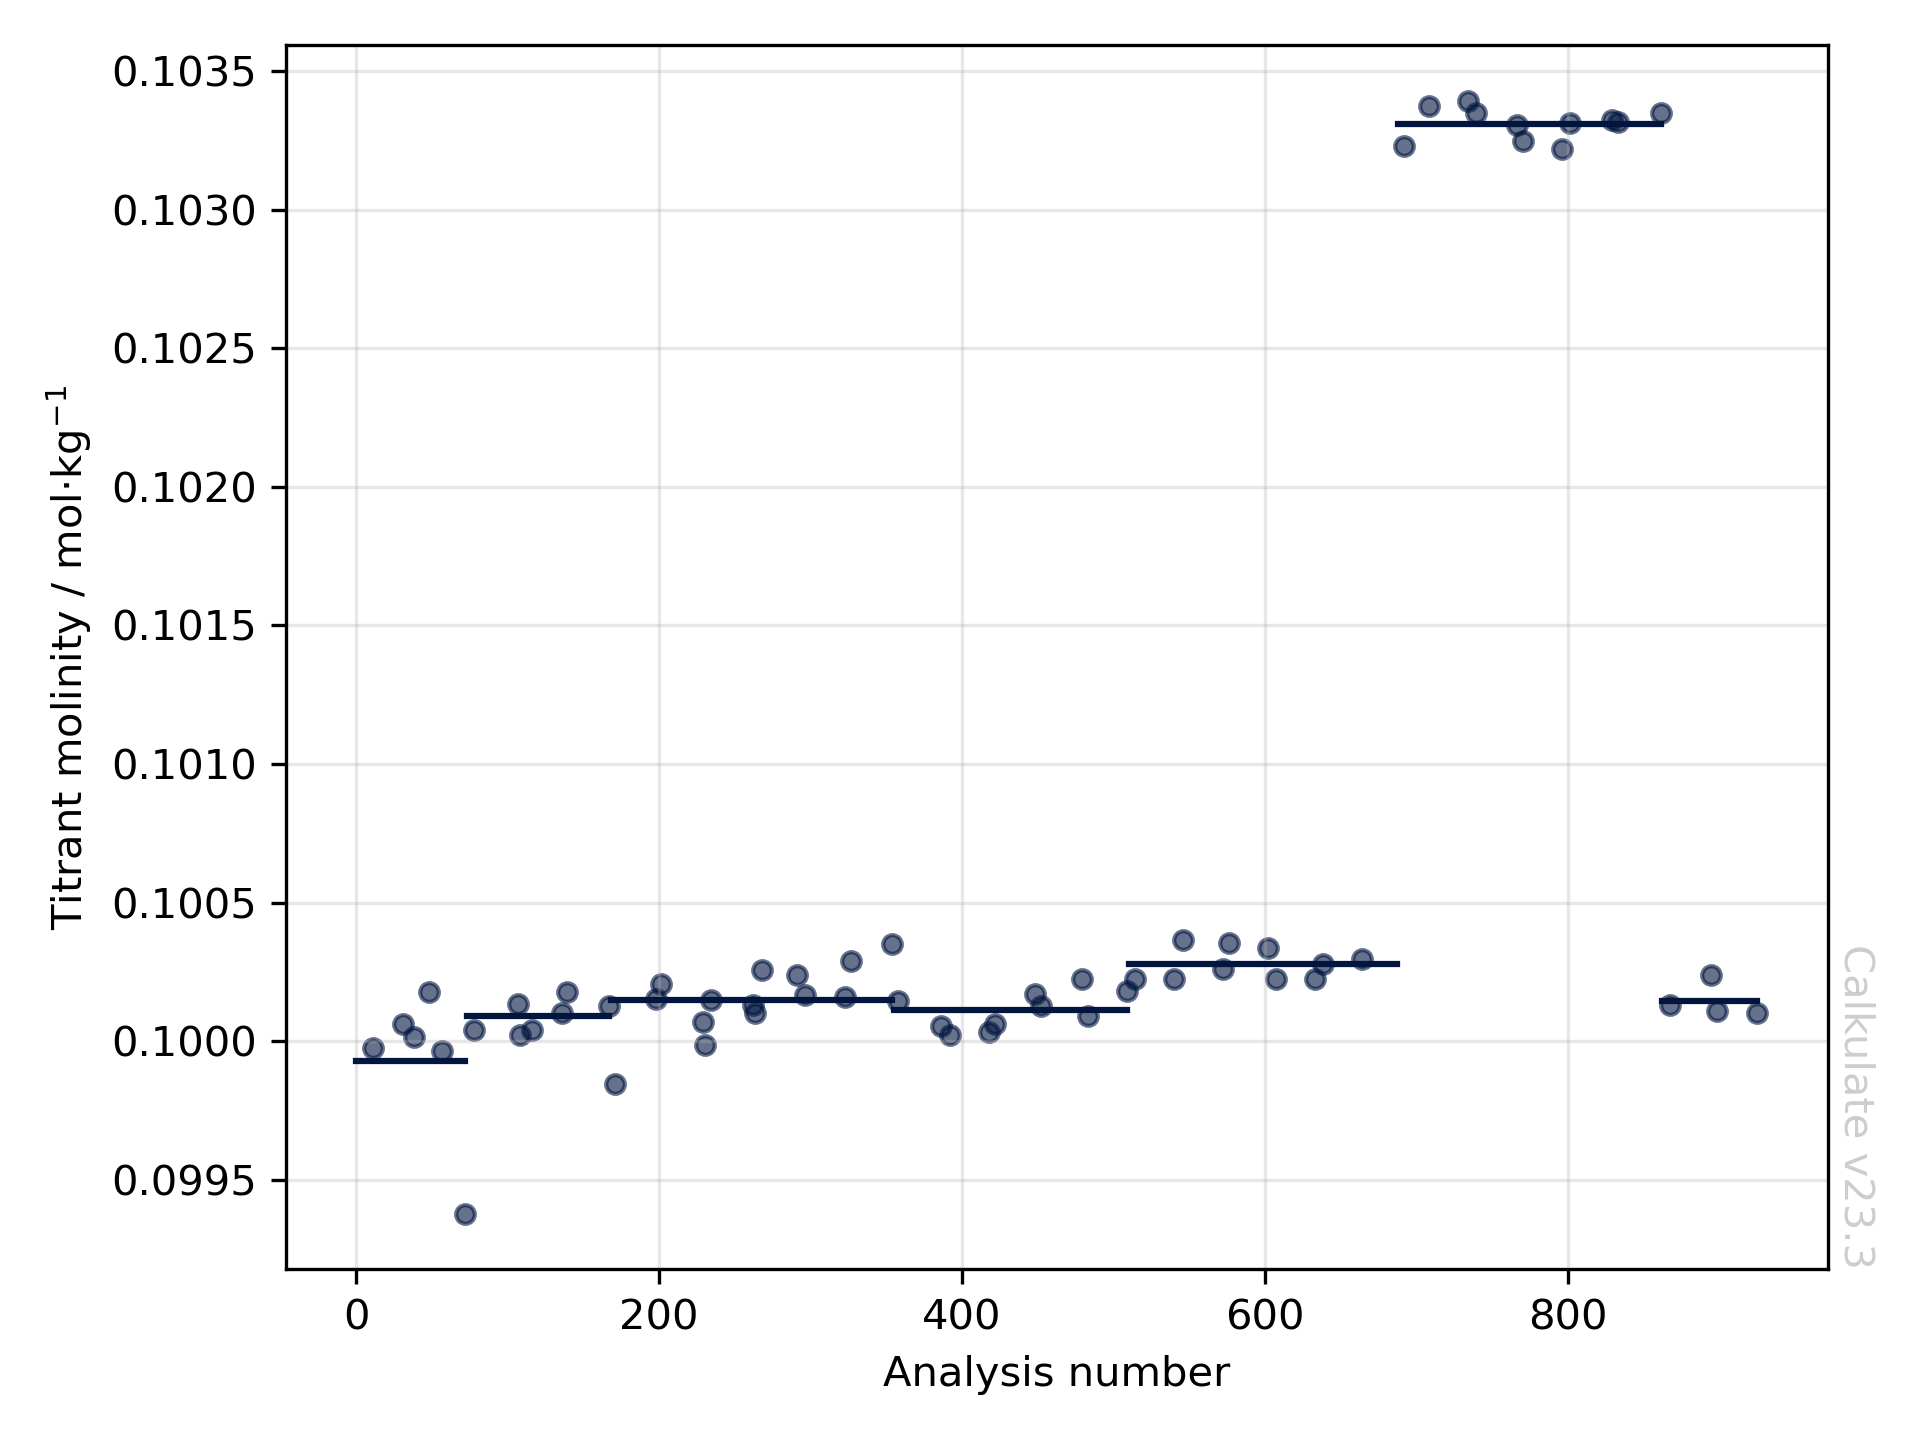 0.1035
0.1030
0.1025
0.1020
0.1015
0.1010
0.1005
0.1000
0.0995
Titrant molinity / mol·kg⁻¹
0 200 400 600 800
Analysis number
Calkulate v23.3